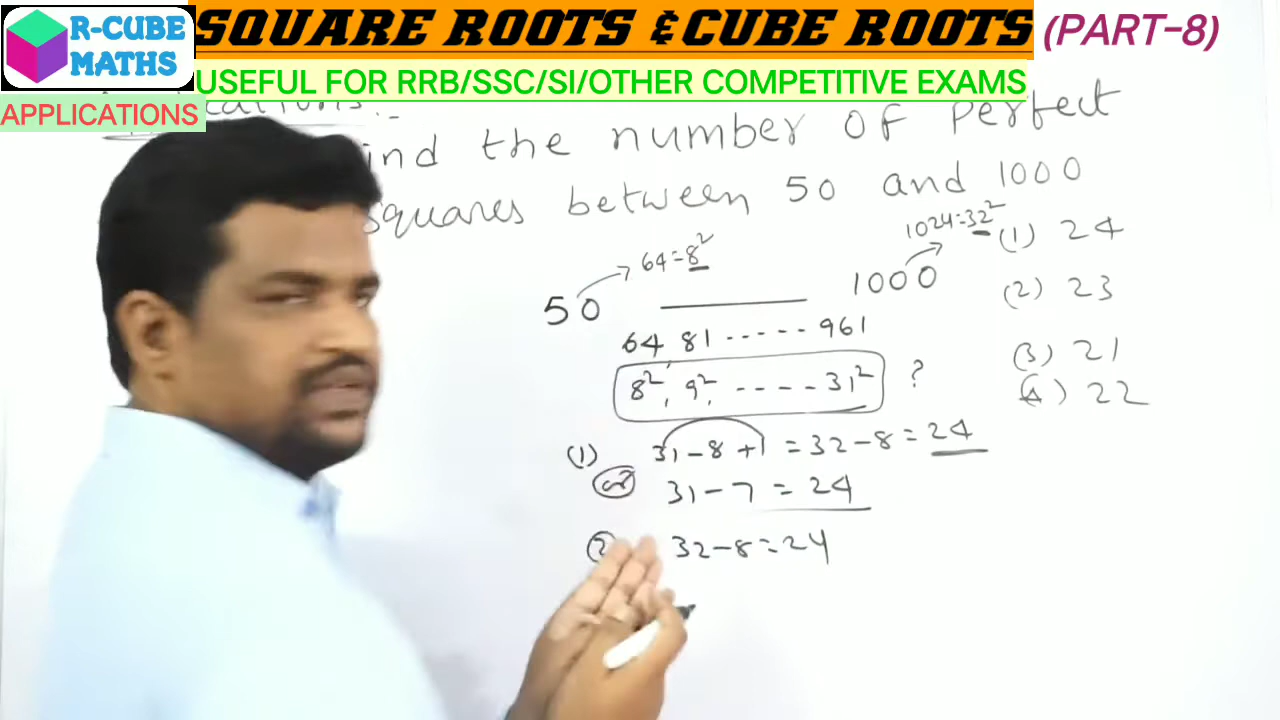 R-CUBE
MATHS
SQUARE ROOTS & CUBE ROOTS (PART-8)
USEFUL FOR RRB/SSC/SI/OTHER COMPETITIVE EXAMS
APPLICATIONS
the number of perfect
squares between 50 and 1000
64=8²
1024=32²
50
1000
64, 81 ----- 961
8², 9², ---- 31² ?
(1) 24
(2) 23
(3) 21
(4) 22
(1) 31-8+1 = 32-8 = 24
(or) 31-7 = 24
(2) 32-8=24